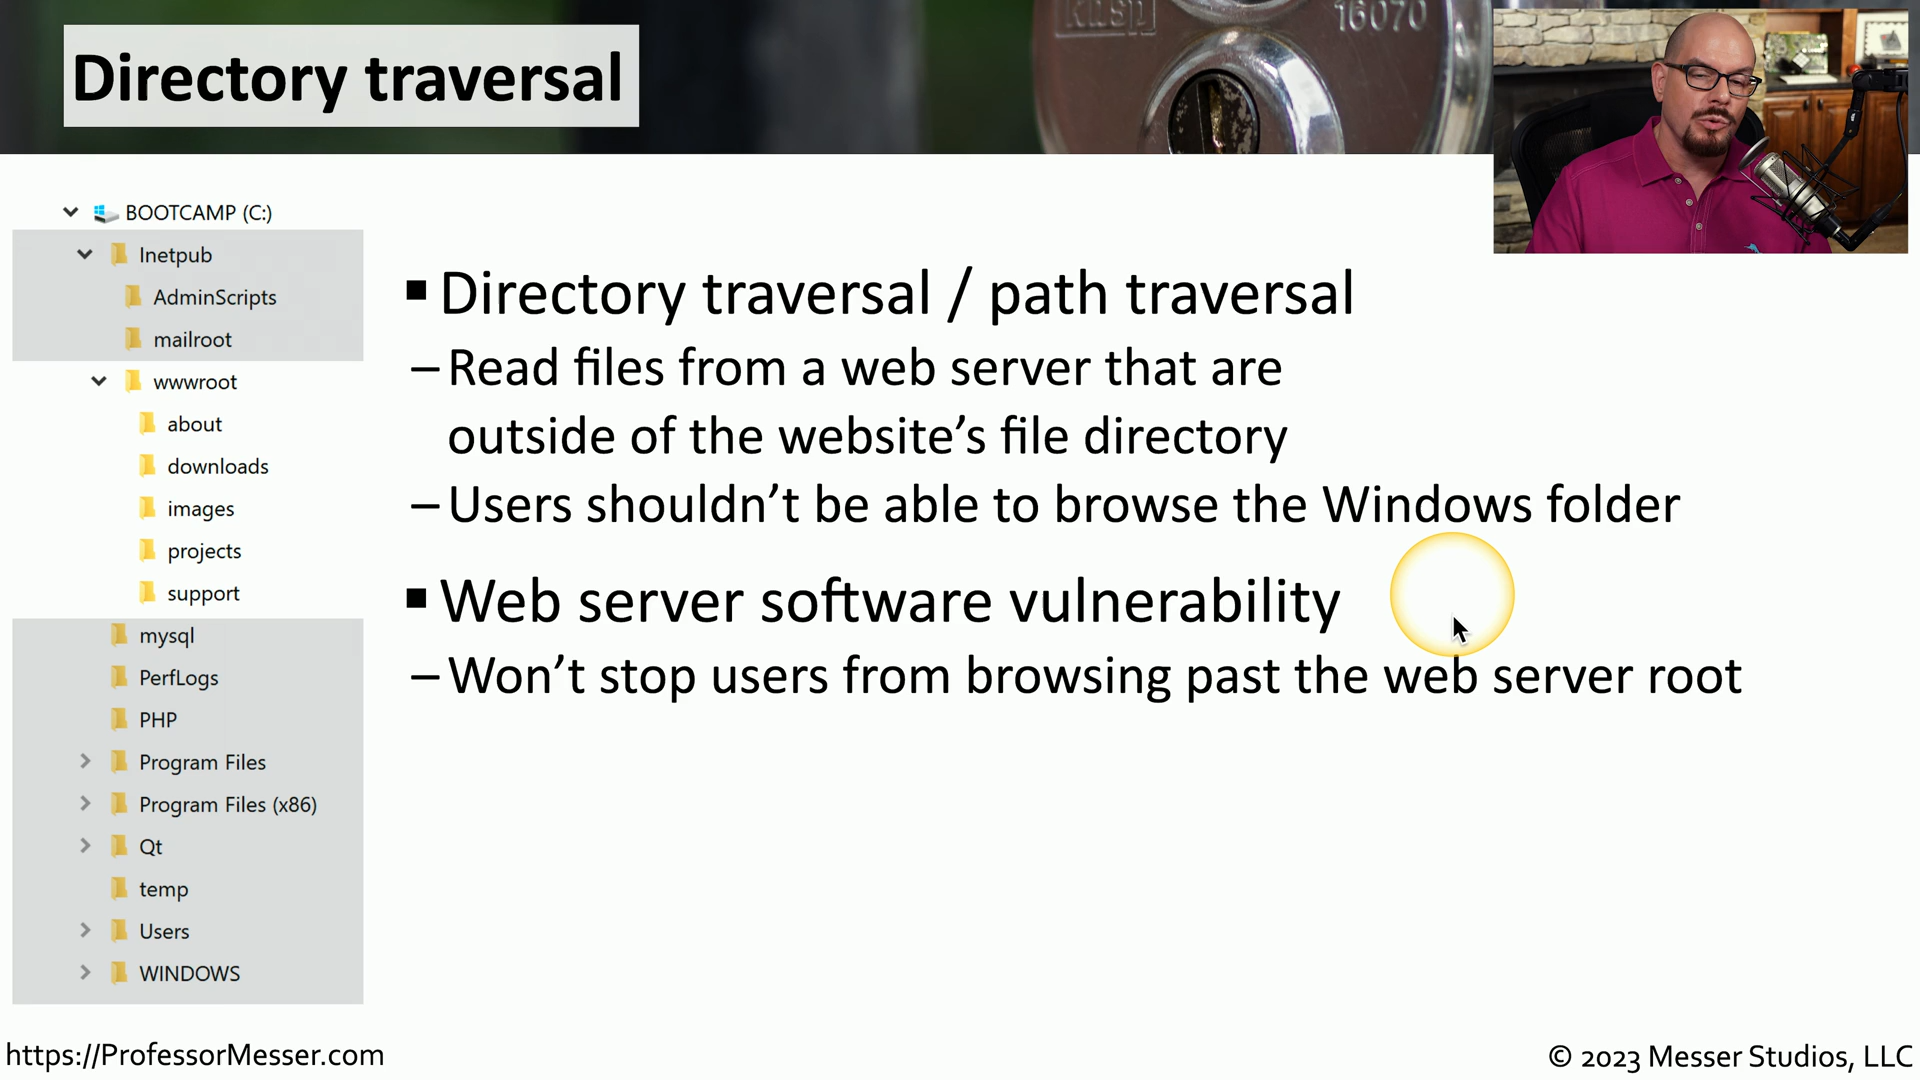 Directory traversal
16070
BOOTCAMP (C:)
Inetpub
AdminScripts
mailroot
wwwroot
about
downloads
images
projects
support
mysql
PerfLogs
PHP
Program Files
Program Files (x86)
Qt
temp
Users
WINDOWS
▪ Directory traversal / path traversal
– Read files from a web server that are
outside of the website’s file directory
– Users shouldn’t be able to browse the Windows folder
▪ Web server software vulnerability
– Won’t stop users from browsing past the web server root
https://ProfessorMesser.com
© 2023 Messer Studios, LLC